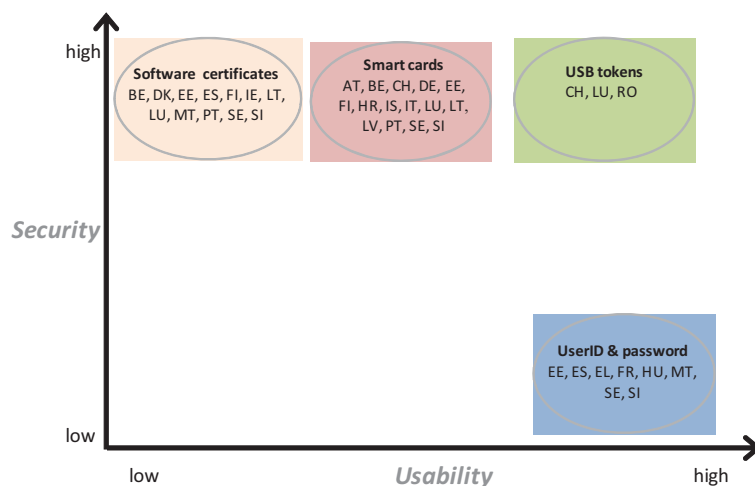 high
Software certificates
BE, DK, EE, ES, FI, IE, LT,
LU, MT, PT, SE, SI
Smart cards
AT, BE, CH, DE, EE,
FI, HR, IS, IT, LU, LT,
LV, PT, SE, SI
USB tokens
CH, LU, RO
Security
UserID & password
EE, ES, EL, FR, HU, MT,
SE, SI
low
low
Usability
high